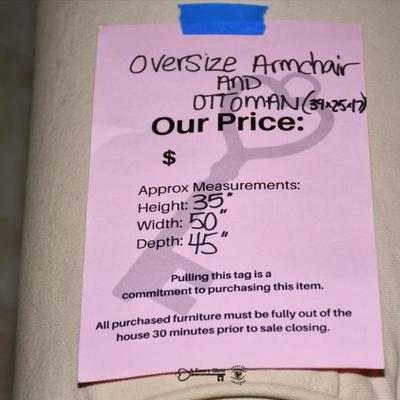 Oversize Armchair
AND
OTTOMAN (39x25x17)
Our Price:
$
Approx Measurements:
Height: 35"
Width: 50"
Depth: 45"
Pulling this tag is a
commitment to purchasing this item.
All purchased furniture must be fully out of the
house 30 minutes prior to sale closing.